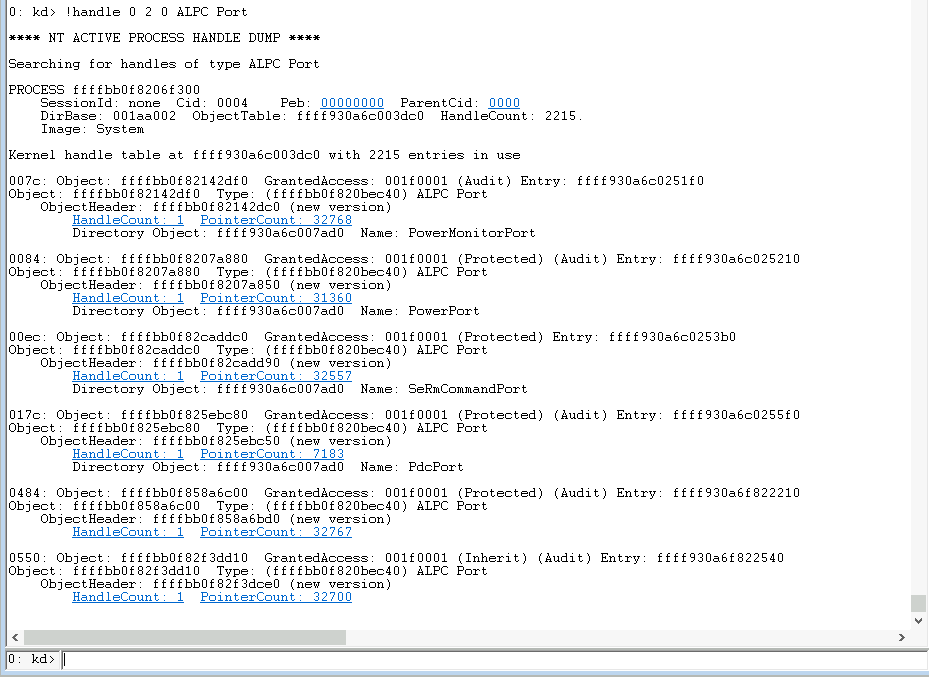 0: kd> !handle 0 2 0 ALPC Port
**** NT ACTIVE PROCESS HANDLE DUMP ****
Searching for handles of type ALPC Port
PROCESS ffffbb0f8206f300
SessionId: none  Cid: 0004    Peb: 00000000  ParentCid: 0000
DirBase: 001aa002  ObjectTable: ffff930a6c003dc0  HandleCount: 2215.
Image: System
Kernel handle table at ffff930a6c003dc0 with 2215 entries in use
007c: Object: ffffbb0f82142df0  GrantedAccess: 001f0001 (Audit) Entry: ffff930a6c0251f0
Object: ffffbb0f82142df0  Type: (ffffbb0f820bec40) ALPC Port
ObjectHeader: ffffbb0f82142dc0 (new version)
HandleCount: 1  PointerCount: 32768
Directory Object: ffff930a6c007ad0  Name: PowerMonitorPort
0084: Object: ffffbb0f8207a880  GrantedAccess: 001f0001 (Protected) (Audit) Entry: ffff930a6c025210
Object: ffffbb0f8207a880  Type: (ffffbb0f820bec40) ALPC Port
ObjectHeader: ffffbb0f8207a850 (new version)
HandleCount: 1  PointerCount: 31360
Directory Object: ffff930a6c007ad0  Name: PowerPort
00ec: Object: ffffbb0f82caddc0  GrantedAccess: 001f0001 (Protected) Entry: ffff930a6c0253b0
Object: ffffbb0f82caddc0  Type: (ffffbb0f820bec40) ALPC Port
ObjectHeader: ffffbb0f82cadd90 (new version)
HandleCount: 1  PointerCount: 32557
Directory Object: ffff930a6c007ad0  Name: SeRmCommandPort
017c: Object: ffffbb0f825ebc80  GrantedAccess: 001f0001 (Protected) (Audit) Entry: ffff930a6c0255f0
Object: ffffbb0f825ebc80  Type: (ffffbb0f820bec40) ALPC Port
ObjectHeader: ffffbb0f825ebc50 (new version)
HandleCount: 1  PointerCount: 7183
Directory Object: ffff930a6c007ad0  Name: PdcPort
0484: Object: ffffbb0f858a6c00  GrantedAccess: 001f0001 (Protected) (Audit) Entry: ffff930a6f822210
Object: ffffbb0f858a6c00  Type: (ffffbb0f820bec40) ALPC Port
ObjectHeader: ffffbb0f858a6bd0 (new version)
HandleCount: 1  PointerCount: 32767
0550: Object: ffffbb0f82f3dd10  GrantedAccess: 001f0001 (Inherit) (Audit) Entry: ffff930a6f822540
Object: ffffbb0f82f3dd10  Type: (ffffbb0f820bec40) ALPC Port
ObjectHeader: ffffbb0f82f3dce0 (new version)
HandleCount: 1  PointerCount: 32700
0: kd>